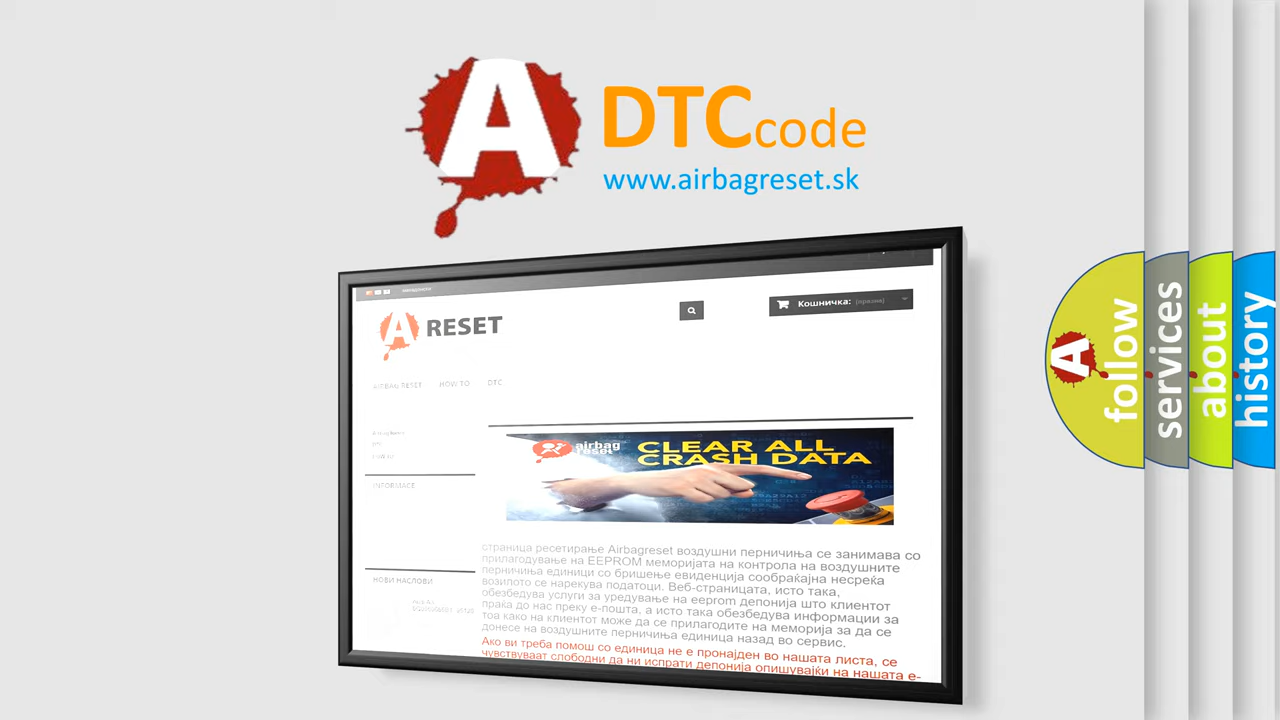 A
DTCcode
www.airbagreset.sk
A RESET
Кошничка: (празна)
AIRBAG RESET HOW TO DTC
INFORMACE
НОВИ НАСЛОВИ
airbag
reset
CLEAR ALL
CRASH DATA
страница ресетирање Airbagreset воздушни перничиња се занимава со
прилагодување на EEPROM меморијата на контрола на воздушните
перничиња единици со бришење евиденција сообраќајна несреќа
возилото се нарекува податоци. Веб-страницата, исто така,
обезбедува услуги за уредување на eeprom депонија што клиентот
праќа до нас преку е-пошта, а исто така обезбедува информации за
тоа како на клиентот може да се прилагодите на меморија за да се
донесе на воздушните перничиња единица назад во сервис.
Ако ви треба помош со единица не е пронајден во нашата листа, се
чувствуваат слободни да ни испрати депонија опишувајќи на нашата е-
A
follow
services
about
history